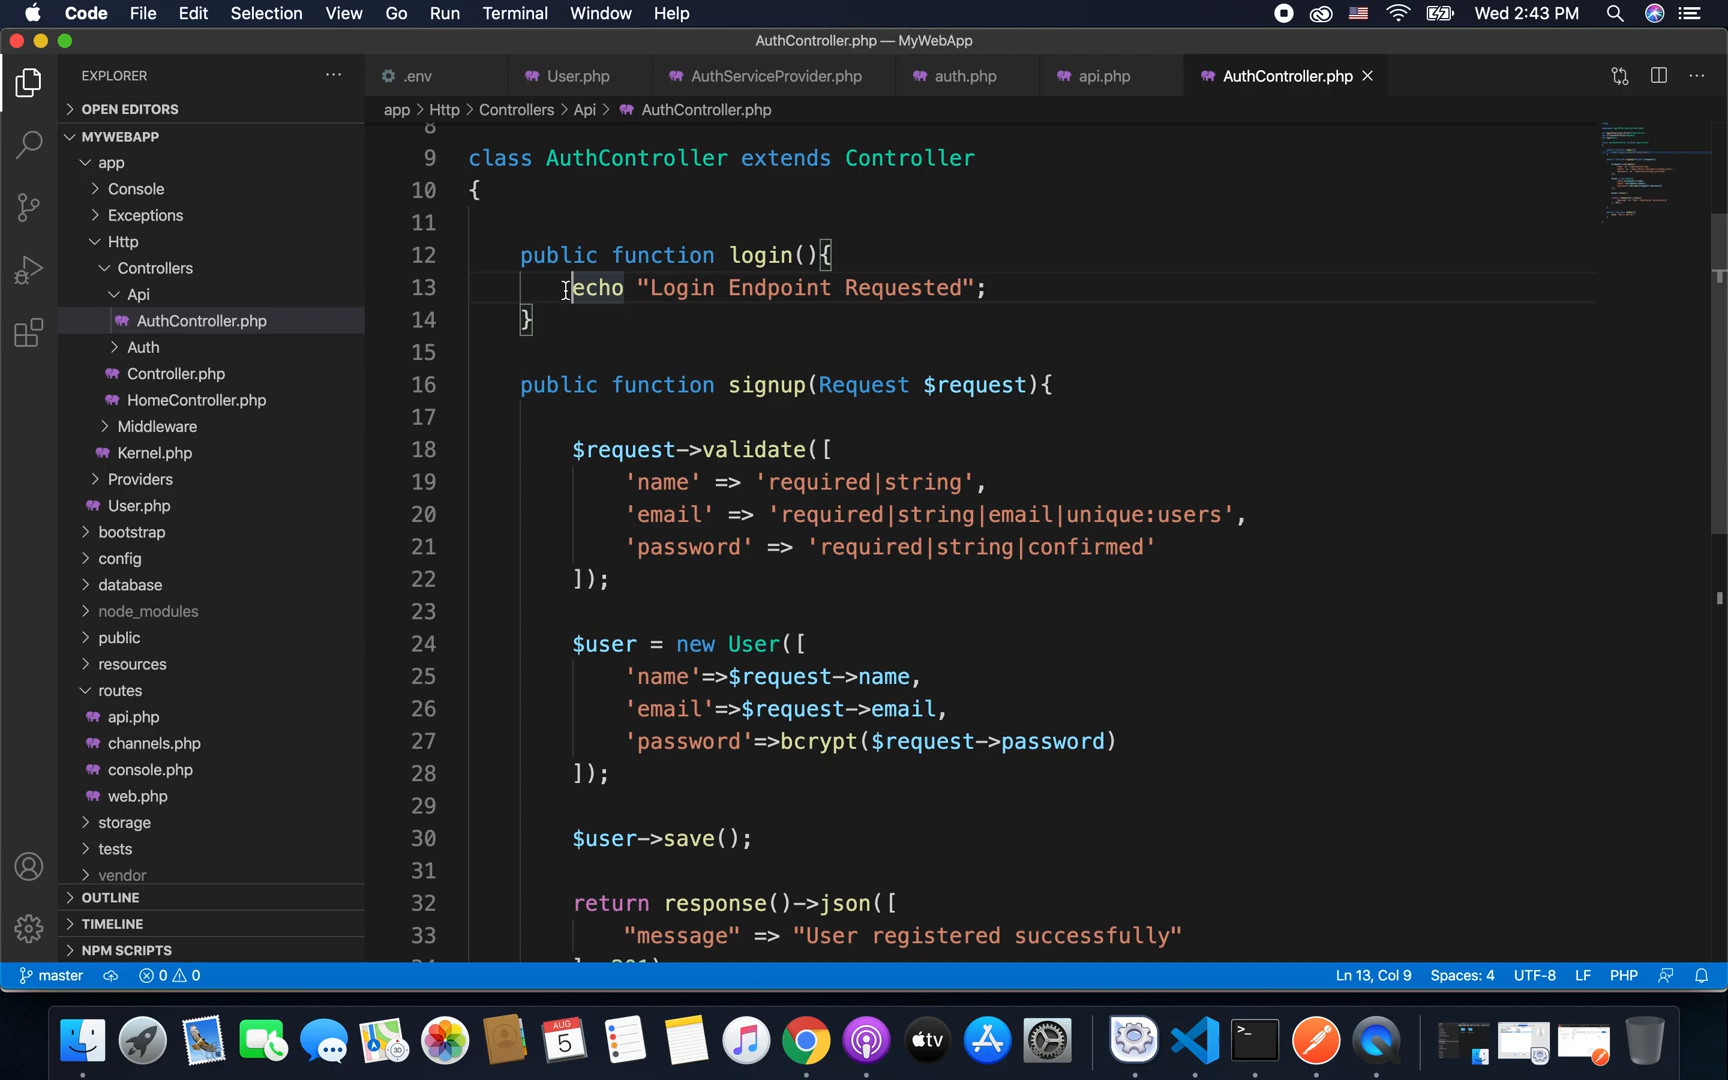 Code File Edit Selection View Go Run Terminal Window Help Wed 2:43 PM
AuthController.php — MyWebApp
EXPLORER ...
OPEN EDITORS
MYWEBAPP
app
Console
Exceptions
Http
Controllers
Api
AuthController.php
Auth
Controller.php
HomeController.php
Middleware
Kernel.php
Providers
User.php
bootstrap
config
database
node_modules
public
resources
routes
api.php
channels.php
console.php
web.php
storage
tests
vendor
OUTLINE
TIMELINE
NPM SCRIPTS
.env User.php AuthServiceProvider.php auth.php api.php AuthController.php
app > Http > Controllers > Api > AuthController.php
8
9 class AuthController extends Controller
10 {
11
12 public function login(){
13 echo "Login Endpoint Requested";
14 }
15
16 public function signup(Request $request){
17
18 $request->validate([
19 'name' => 'required|string',
20 'email' => 'required|string|email|unique:users',
21 'password' => 'required|string|confirmed'
22 ]);
23
24 $user = new User([
25 'name'=>$request->name,
26 'email'=>$request->email,
27 'password'=>bcrypt($request->password)
28 ]);
29
30 $user->save();
31
32 return response()->json([
33 "message" => "User registered successfully"
34 ], 201)
master 0 0 Ln 13, Col 9 Spaces: 4 UTF-8 LF PHP
AUG
5
3D
tv